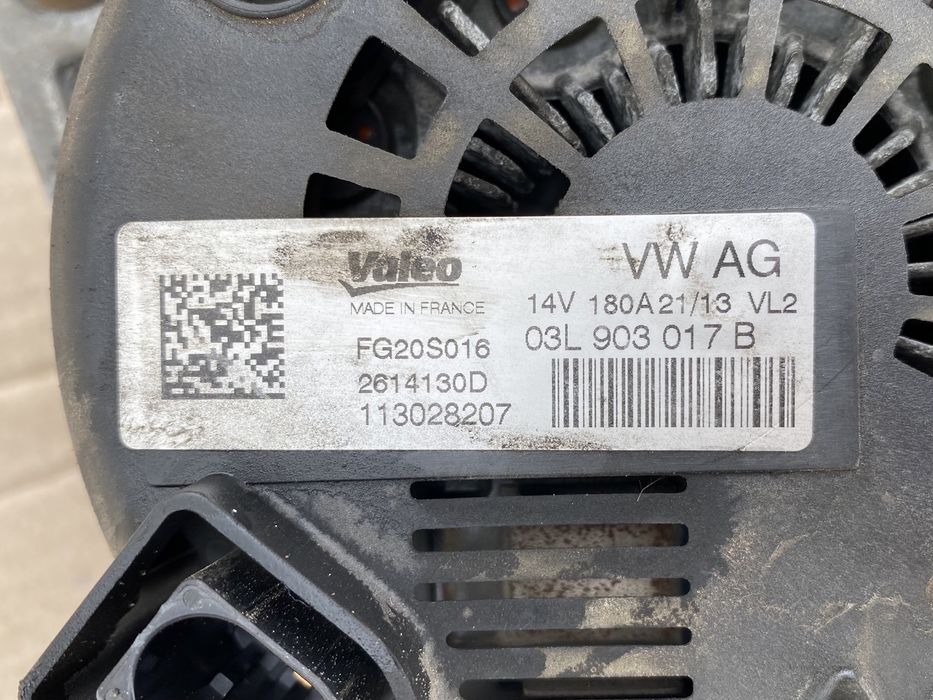 Valeo
MADE IN FRANCE
FG20S016
2614130D
113028207
VW AG
14V 180A 21/13 VL2
03L 903 017 B